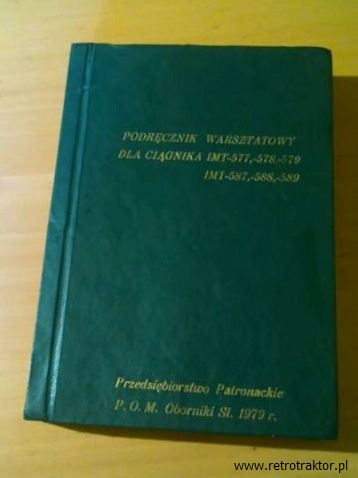 PODRĘCZNIK WARSZTATOWY
DLA CIĄGNIKA IMT-577,-578,-579
IMT-587,-588,-589
Przedsiębiorstwo Patronackie
P.O.M. Oborniki Śl. 1979 r.
www.retrotraktor.pl